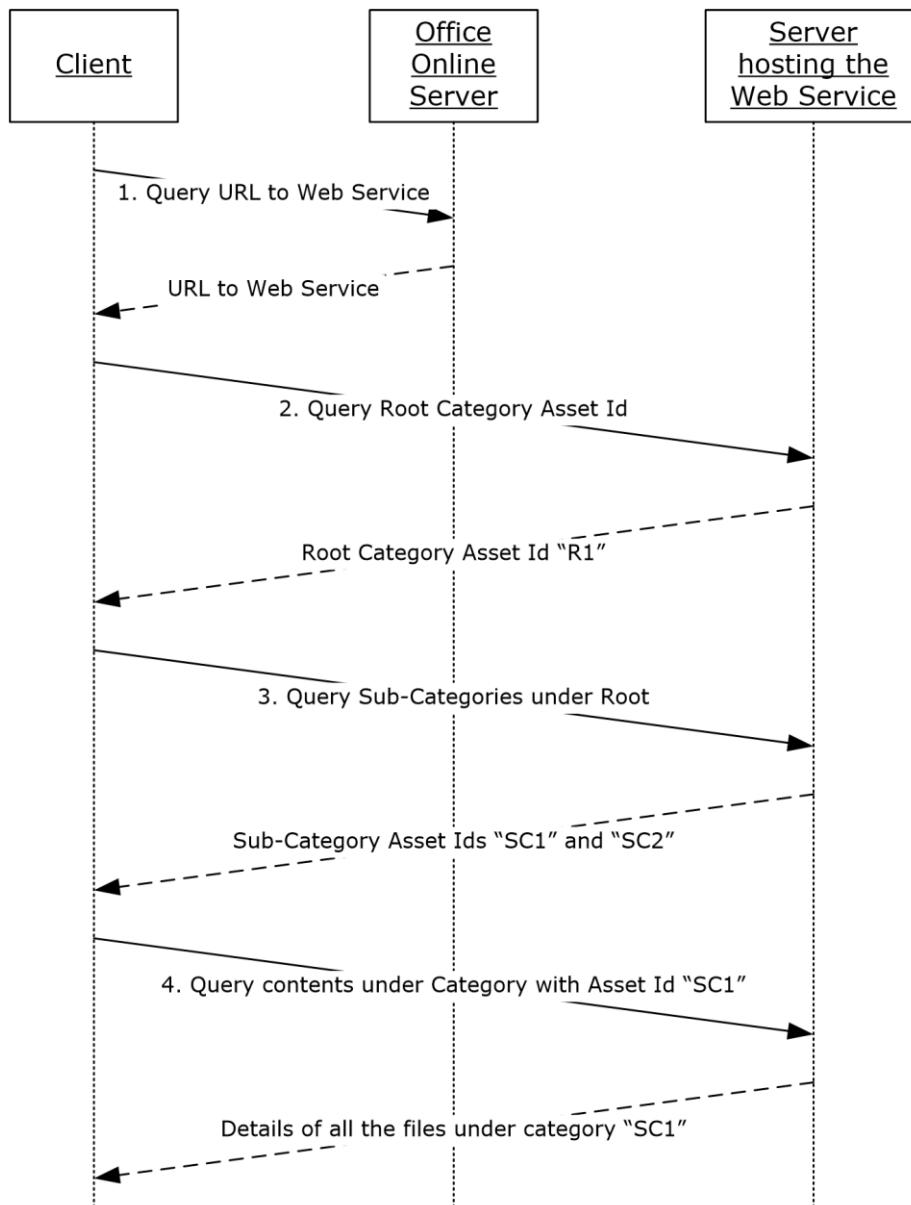 Client
Office
Online
Server
Server
hosting the
Web Service
1. Query URL to Web Service
URL to Web Service
2. Query Root Category Asset Id
Root Category Asset Id “R1”
3. Query Sub-Categories under Root
Sub-Category Asset Ids “SC1” and “SC2”
4. Query contents under Category with Asset Id “SC1”
Details of all the files under category “SC1”